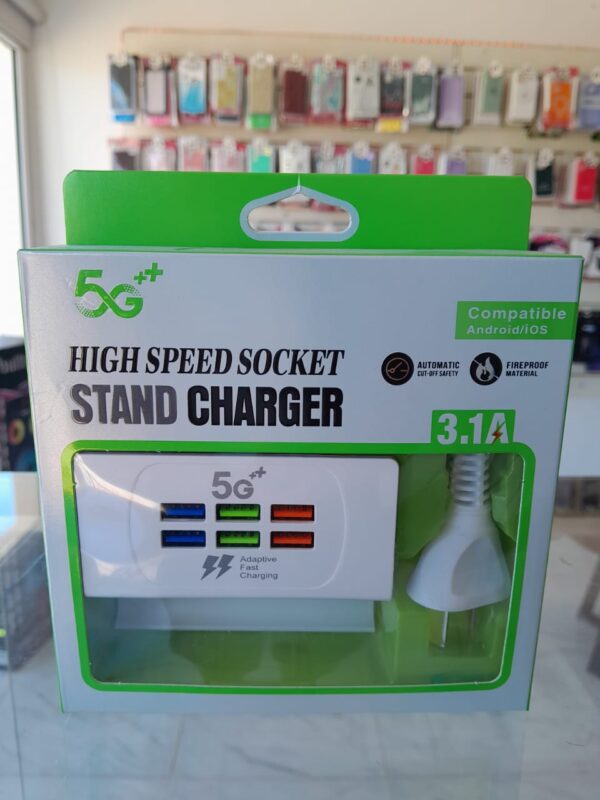 5G++
Compatible
Android/iOS
HIGH SPEED SOCKET
STAND CHARGER
AUTOMATIC
CUT-OFF SAFETY
FIREPROOF
MATERIAL
3.1A
5G++
Adaptive
Fast
Charging